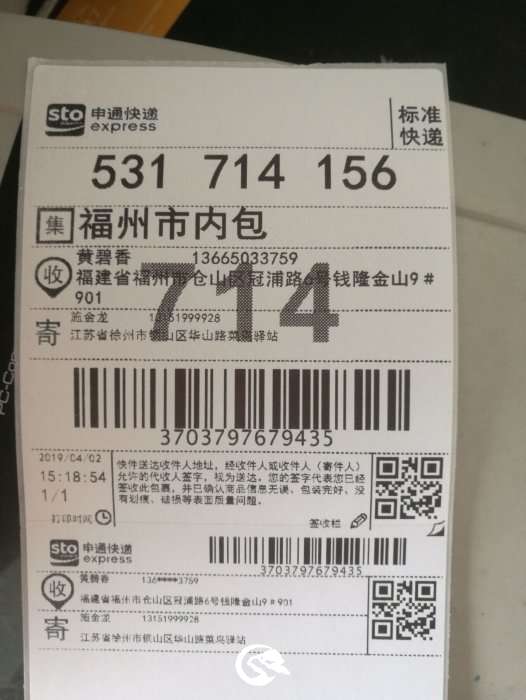 sto 申通快递
express
express
标准
快递
531 714 156
集 福州市内包
黄碧香 13665033759
收 福建省福州市仓山区冠浦路6号钱隆金山9#
901
714
寄 施金龙 13151999928
江苏省徐州市铜山区华山路菜鸟驿站
3703797679435
2019/04/02
15:18:54
1/1
打印时间
快件送达收件人地址，经收件人或收件人（寄件人）
允许的代收人签字，视为送达。您的签字代表您已经
签收此包裹，并已确认商品信息无误、包装完好、没
有划痕、破损等表面质量问题。
签收栏
sto 申通快递
express
express
3703797679435
收 黄碧香 136****3759
福建省福州市仓山区冠浦路6号钱隆金山9#901
寄 施金龙 13151999928
江苏省徐州市铜山区华山路菜鸟驿站